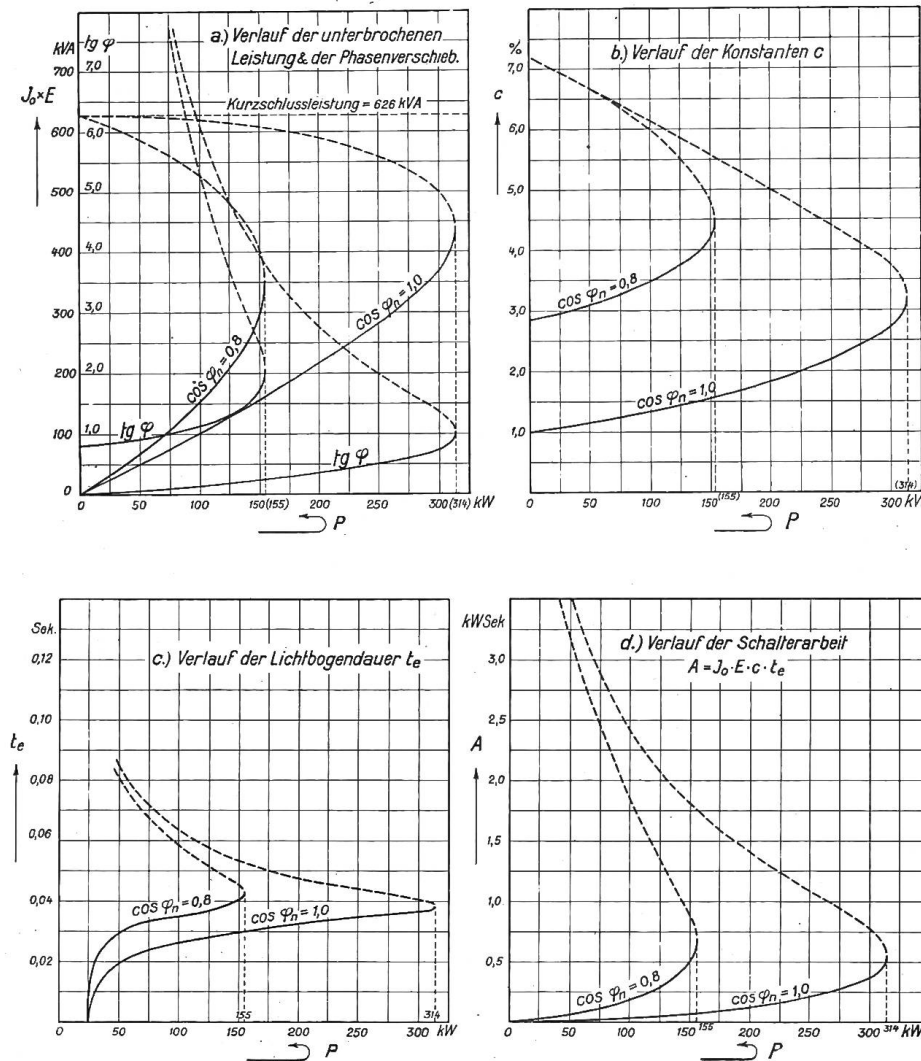 a.) Verlauf der unterbrochenen
Leistung & der Phasenverschieb.
kVA
tg φ
J₀×E
700
7,0
600
6,0
500
5,0
400
4,0
300
3,0
200
2,0
100
1,0
0
Kurzschlussleistung = 626 kVA
cos φn = 0,8
cos φn = 1,0
tg φ
tg φ
0
50
100
150 (155)
200
250
300 (314) kW
P
b.) Verlauf der Konstanten c
%
c
7,0
6,0
5,0
4,0
3,0
2,0
1,0
cos φn = 0,8
cos φn = 1,0
0
50
100
150
(155)
200
250
300 kW
(314)
P
c.) Verlauf der Lichtbogendauer te
Sek.
te
0,12
0,10
0,08
0,06
0,04
0,02
cos φn = 0,8
cos φn = 1,0
155
314
0
50
100
150
200
250
300 kW
P
d.) Verlauf der Schalterarbeit
A = J₀·E·c·te
kWSek
A
3,0
2,5
2,0
1,5
1,0
0,5
0
cos φn = 0,8
cos φn = 1,0
50
100
150 155
200
250
300 314 kW
P